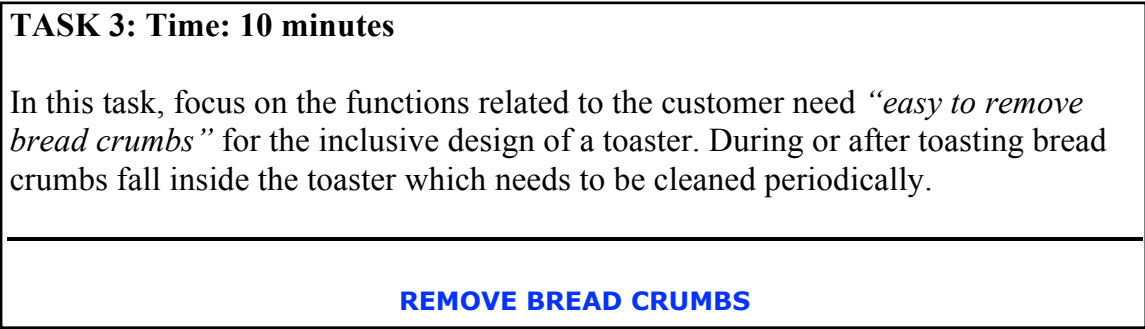 TASK 3: Time: 10 minutes
In this task, focus on the functions related to the customer need “easy to remove
bread crumbs” for the inclusive design of a toaster. During or after toasting bread
crumbs fall inside the toaster which needs to be cleaned periodically.
REMOVE BREAD CRUMBS